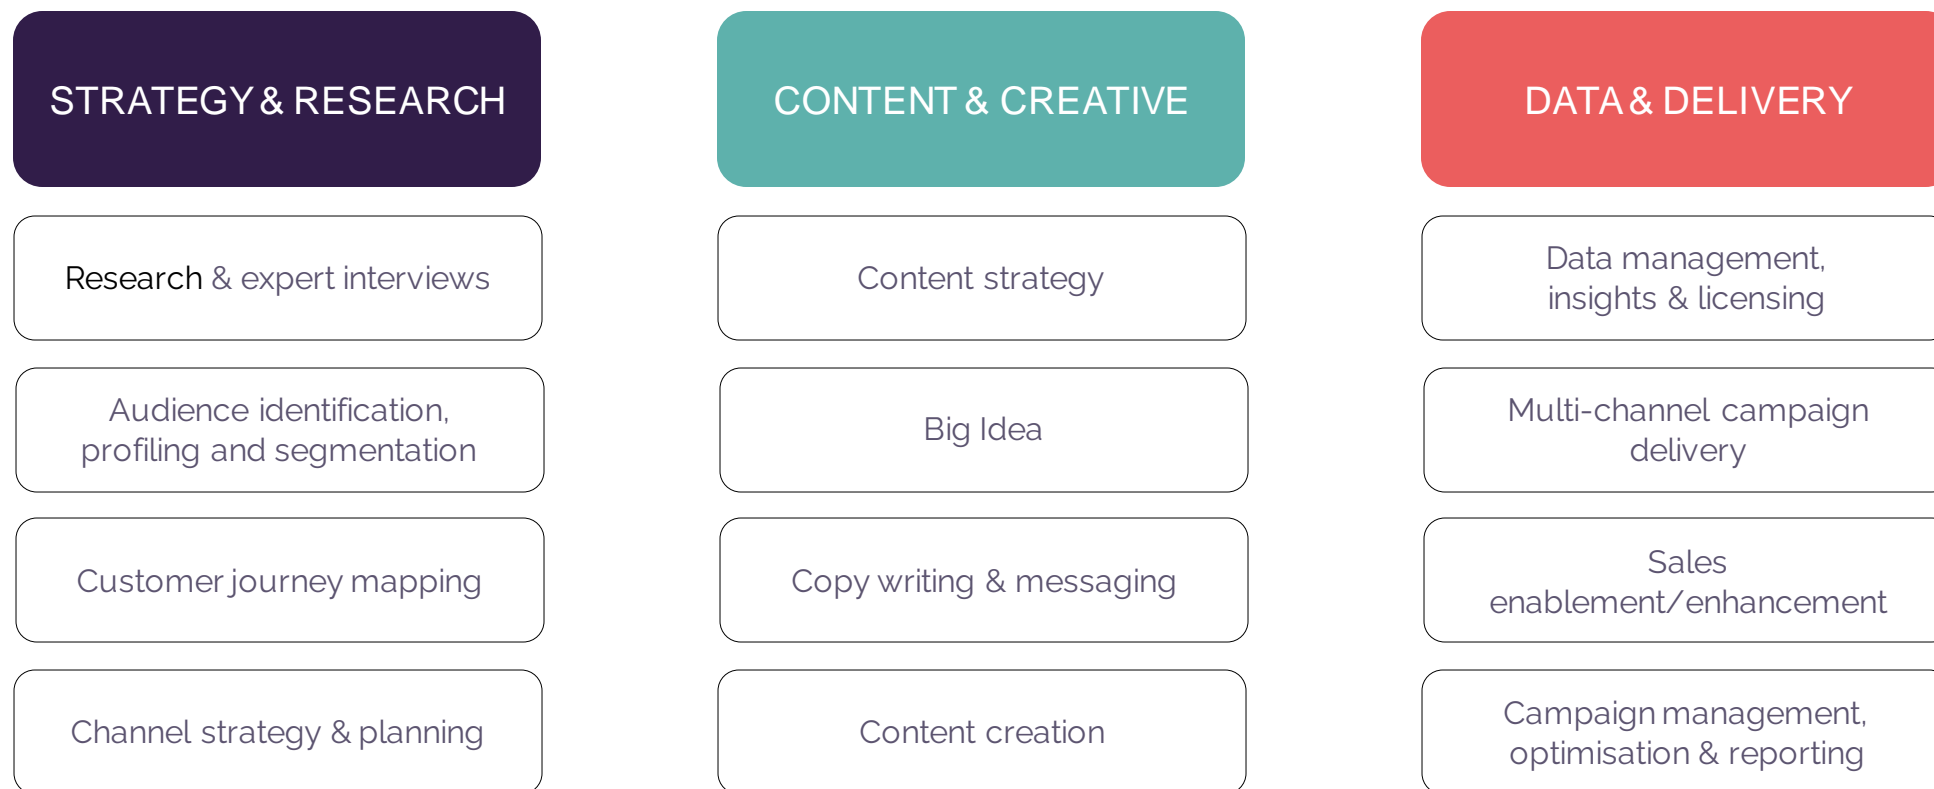 STRATEGY & RESEARCH
Research & expert interviews
Audience identification,
profiling and segmentation
Customer journey mapping
Channel strategy & planning
CONTENT & CREATIVE
Content strategy
Big Idea
Copy writing & messaging
Content creation
DATA & DELIVERY
Data management,
insights & licensing
Multi-channel campaign
delivery
Sales
enablement/enhancement
Campaign management,
optimisation & reporting